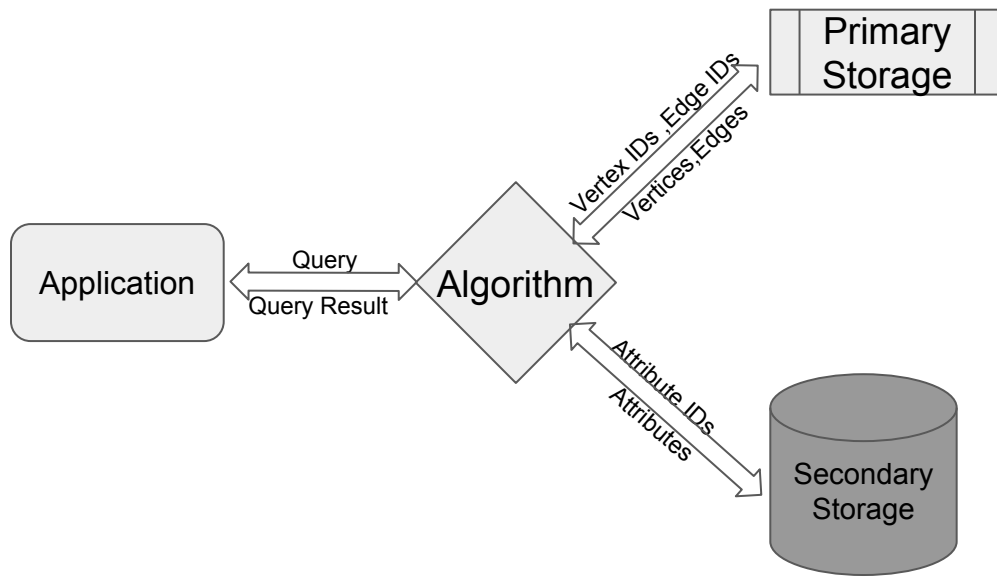 Primary
Storage
Vertex IDs ,Edge IDs
Vertices,Edges
Application
Query
Query Result
Algorithm
Attribute IDs
Attributes
Secondary
Storage